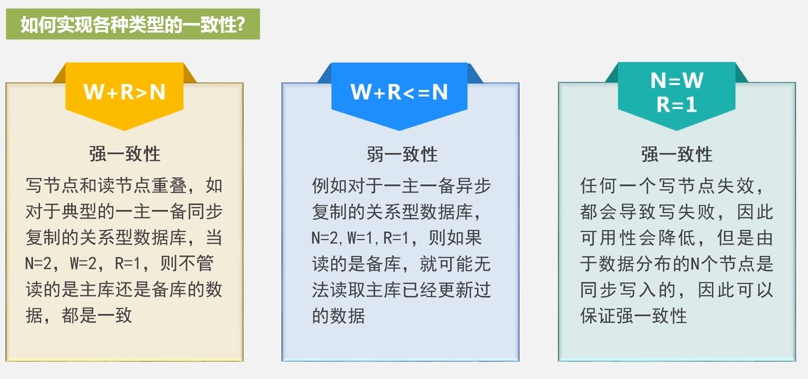 如何实现各种类型的一致性?
W+R>N
强一致性
写节点和读节点重叠，如
对于典型的一主一备同步
复制的关系型数据库，当
N=2，W=2，R=1，则不管
读的是主库还是备库的数
据，都是一致
W+R<=N
弱一致性
例如对于一主一备异步
复制的关系型数据库，
N=2,W=1,R=1，则如果
读的是备库，就可能无
法读取主库已经更新过
的数据
N=W
R=1
强一致性
任何一个写节点失效，
都会导致写失败，因此
可用性会降低，但是由
于数据分布的N个节点是
同步写入的，因此可以
保证强一致性